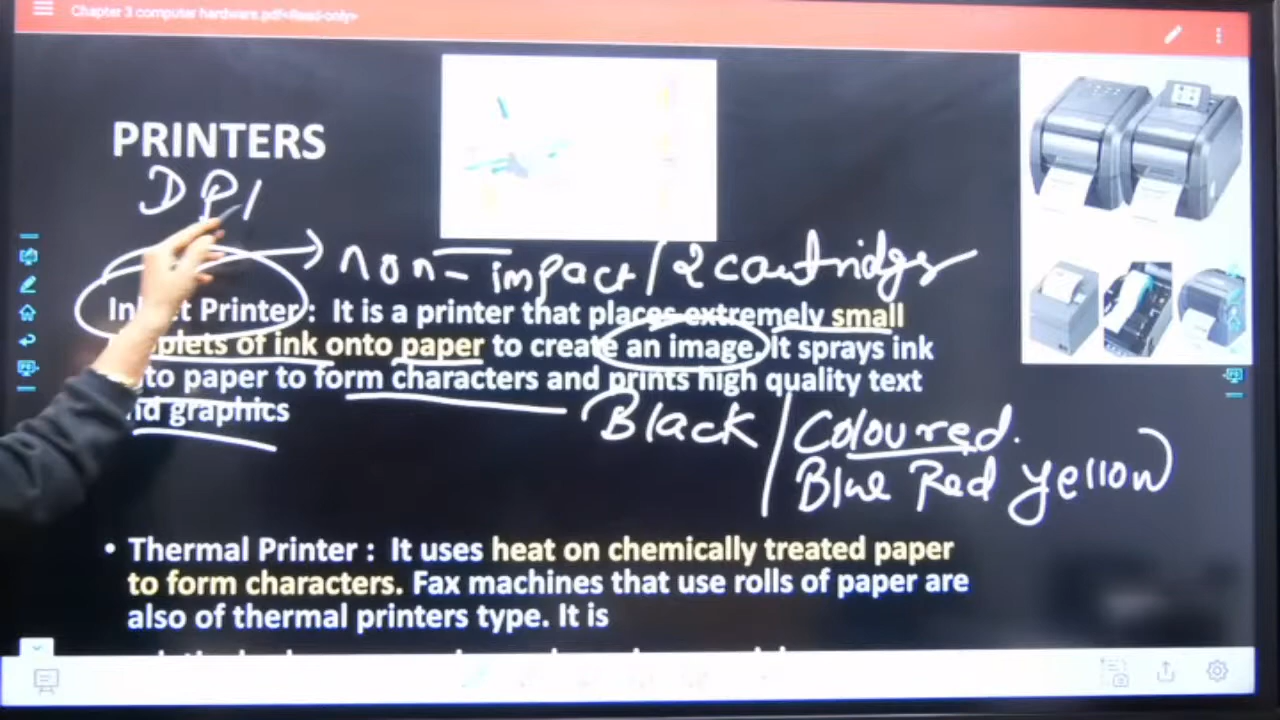 Chapter 3 computer hardware.pdf<Read-only>
PRINTERS
DPI
non-impact / 2 cartridges
Printer : It is a printer that places extremely small
of ink onto paper to create an image. It sprays ink
to paper to form characters and prints high quality text
graphics
Black / Coloured.
Blue Red yellow
• Thermal Printer : It uses heat on chemically treated paper
to form characters. Fax machines that use rolls of paper are
also of thermal printers type. It is